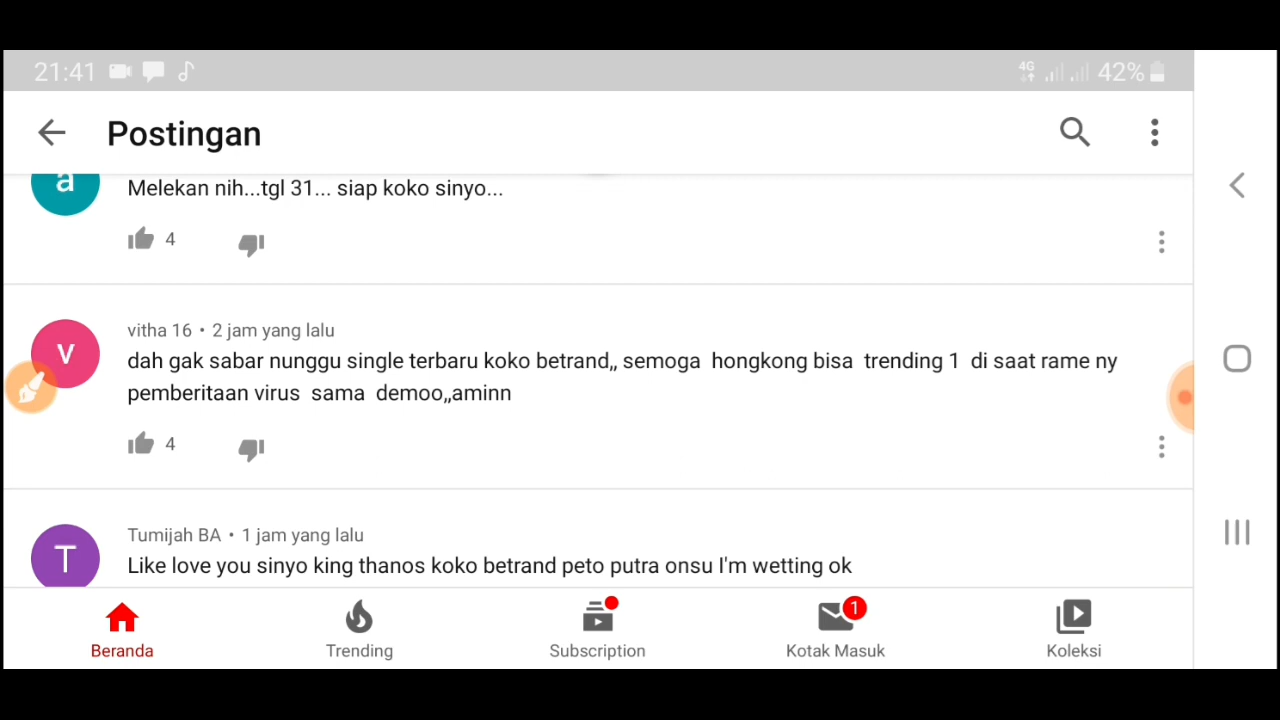 21:41
4G
42%
Postingan
a
Melekan nih...tgl 31... siap koko sinyo...
4
vitha 16 • 2 jam yang lalu
V
dah gak sabar nunggu single terbaru koko betrand,, semoga hongkong bisa trending 1 di saat rame ny
pemberitaan virus sama demoo,,aminn
4
Tumijah BA • 1 jam yang lalu
T
Like love you sinyo king thanos koko betrand peto putra onsu I'm wetting ok
1
Beranda
Trending
Subscription
Kotak Masuk
Koleksi